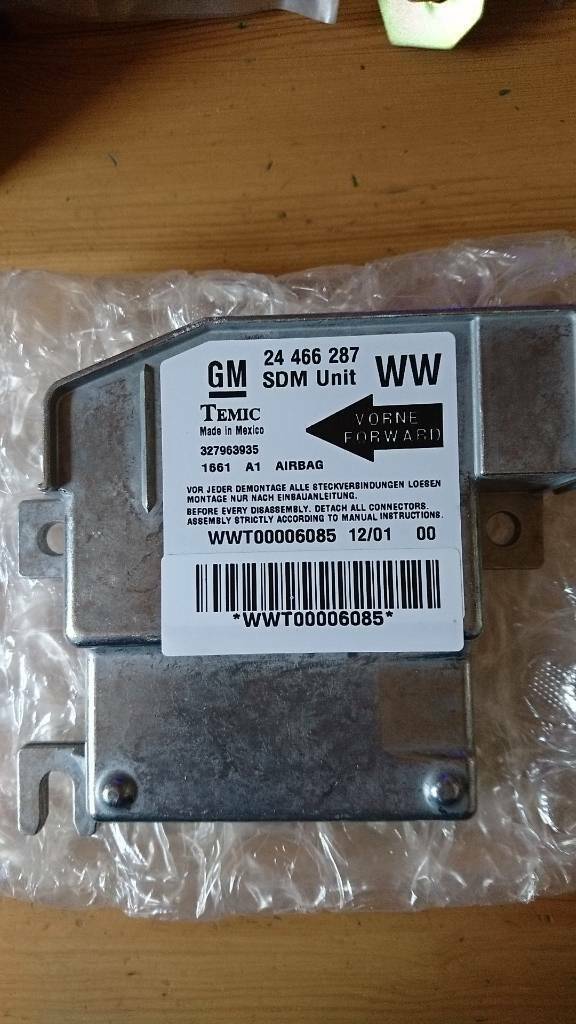 GM 24 466 287 WW
SDM Unit
TEMIC
Made in Mexico
VORNE
FORWARD
327963935
1661 A1 AIRBAG
VOR JEDER DEMONTAGE ALLE STECKVERBINDUNGEN LOESEN
MONTAGE NUR NACH EINBAUANLEITUNG.
BEFORE EVERY DISASSEMBLY. DETACH ALL CONNECTORS.
ASSEMBLY STRICTLY ACCORDING TO MANUAL INSTRUCTIONS.
WWT00006085 12/01 00
*WWT00006085*